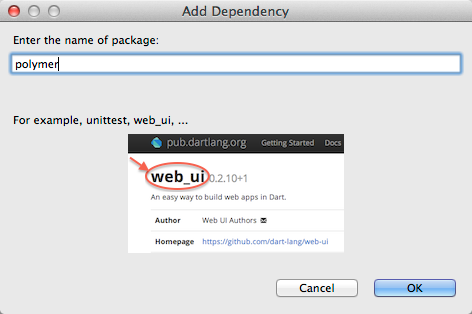 Add Dependency
Enter the name of package:
polymer
For example, unittest, web_ui, ...
pub.dartlang.org Getting Started Docs
web_ui 0.2.10+1
An easy way to build web apps in Dart.
Author Web UI Authors
Homepage https://github.com/dart-lang/web-ui
Cancel OK